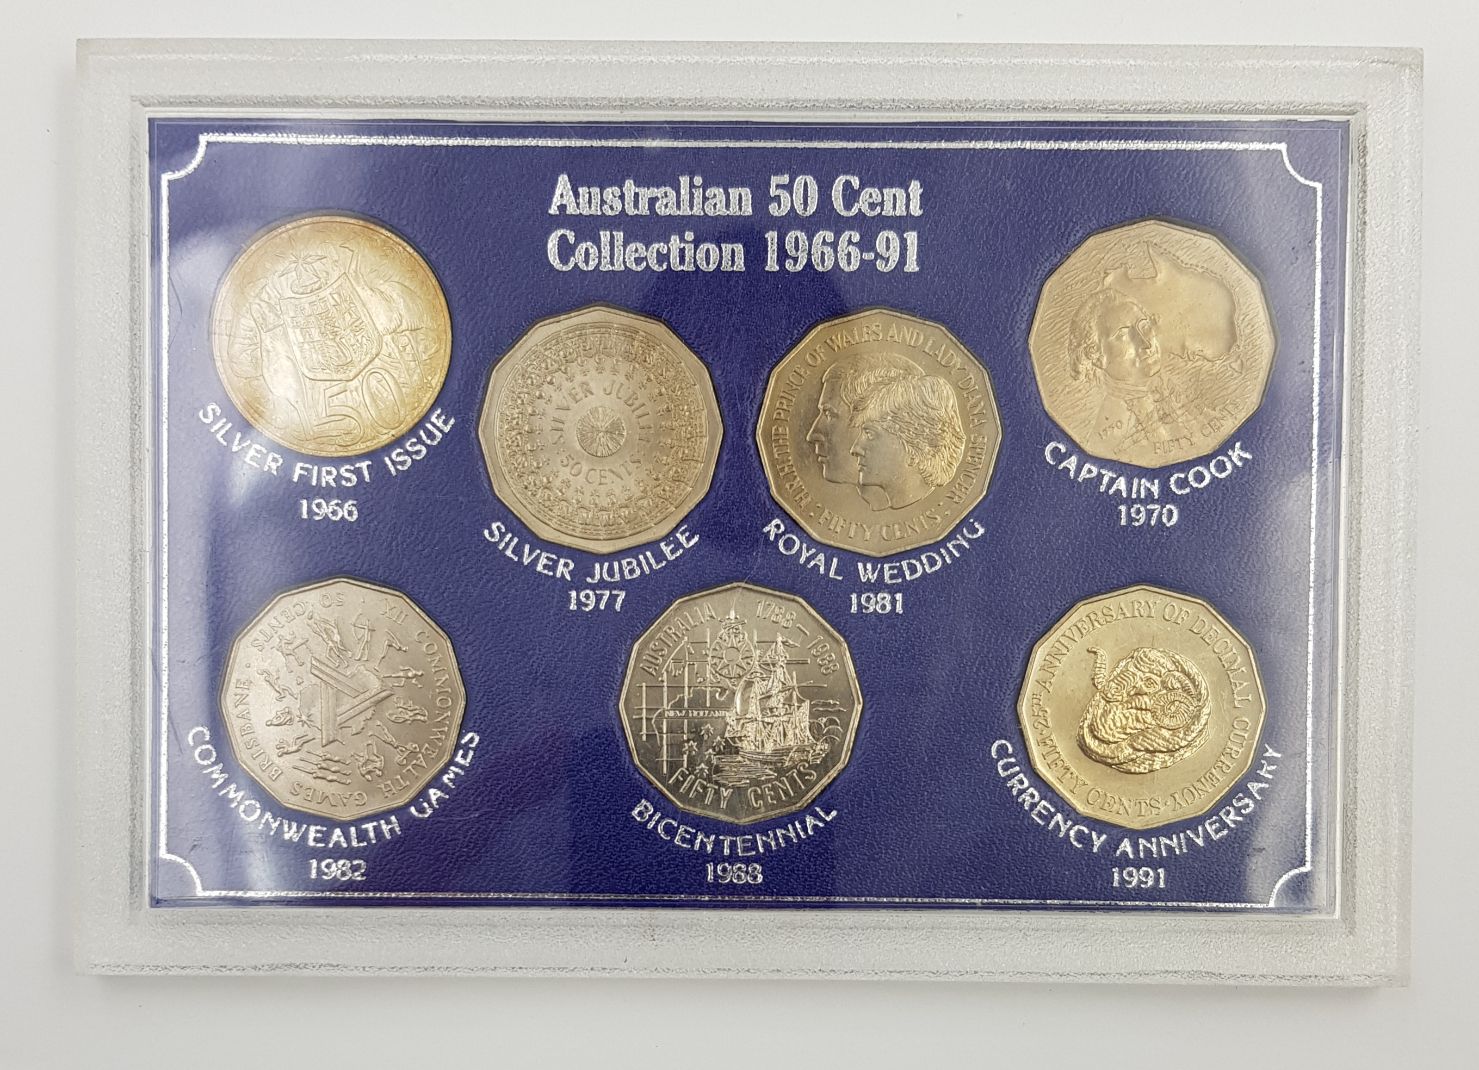 Australian 50 Cent
Collection 1966-91
50
SILVER FIRST ISSUE
1966
SILVER JUBILEE
50 CENTS
SILVER JUBILEE
1977
H.R.H. THE PRINCE OF WALES AND LADY DIANA SPENCER
FIFTY CENTS
ROYAL WEDDING
1981
1770
FIFTY CENTS
CAPTAIN COOK
1970
XII COMMONWEALTH GAMES BRISBANE · 50 CENTS
COMMONWEALTH GAMES
1982
AUSTRALIA 1788-1988
NEW HOLLAND
FIFTY CENTS
BICENTENNIAL
1988
25TH ANNIVERSARY OF DECIMAL CURRENCY · FIFTY CENTS ·
CURRENCY ANNIVERSARY
1991